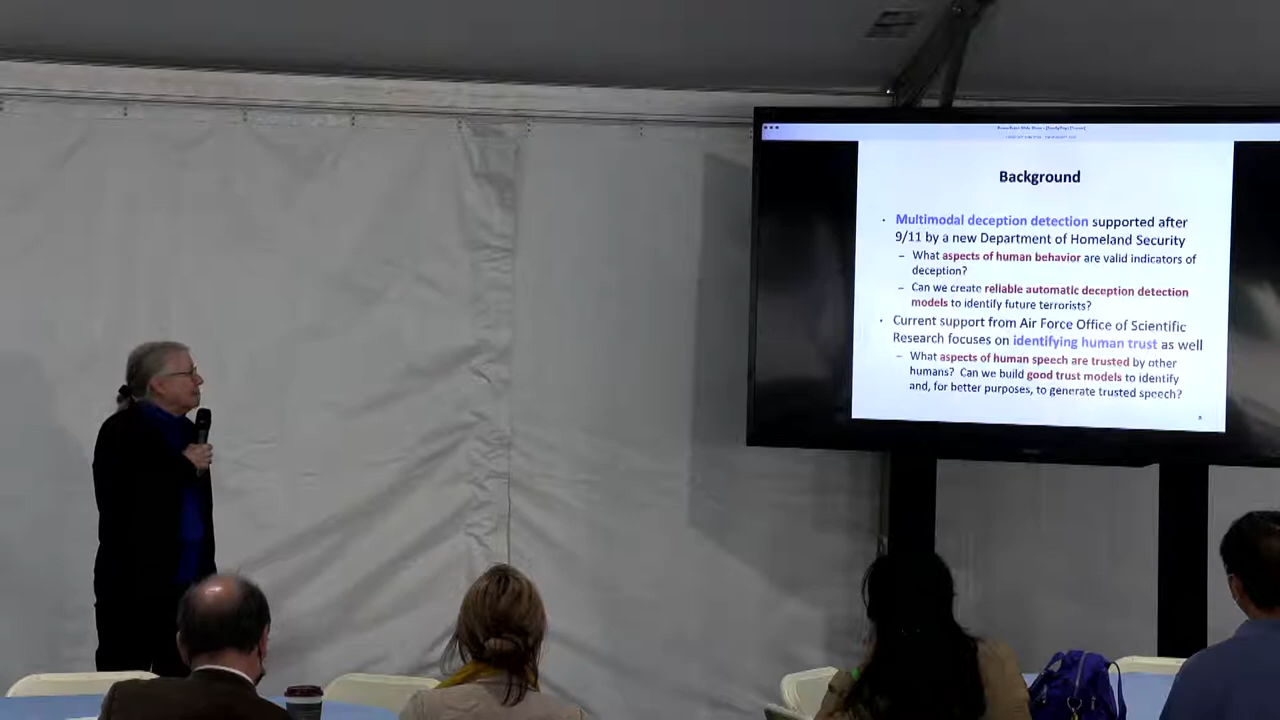 Background
· Multimodal deception detection supported after
9/11 by a new Department of Homeland Security
– What aspects of human behavior are valid indicators of
deception?
– Can we create reliable automatic deception detection
models to identify future terrorists?
· Current support from Air Force Office of Scientific
Research focuses on identifying human trust as well
– What aspects of human speech are trusted by other
humans? Can we build good trust models to identify
and, for better purposes, to generate trusted speech?